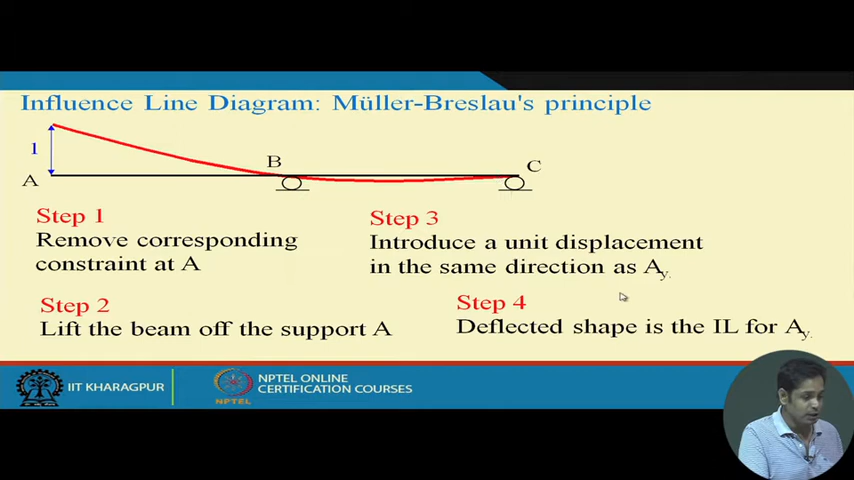 Influence Line Diagram: Müller-Breslau's principle
1
A
B
C
Step 1
Remove corresponding
constraint at A
Step 2
Lift the beam off the support A
Step 3
Introduce a unit displacement
in the same direction as Ay.
Step 4
Deflected shape is the IL for Ay.
IIT KHARAGPUR
NPTEL
NPTEL ONLINE
CERTIFICATION COURSES